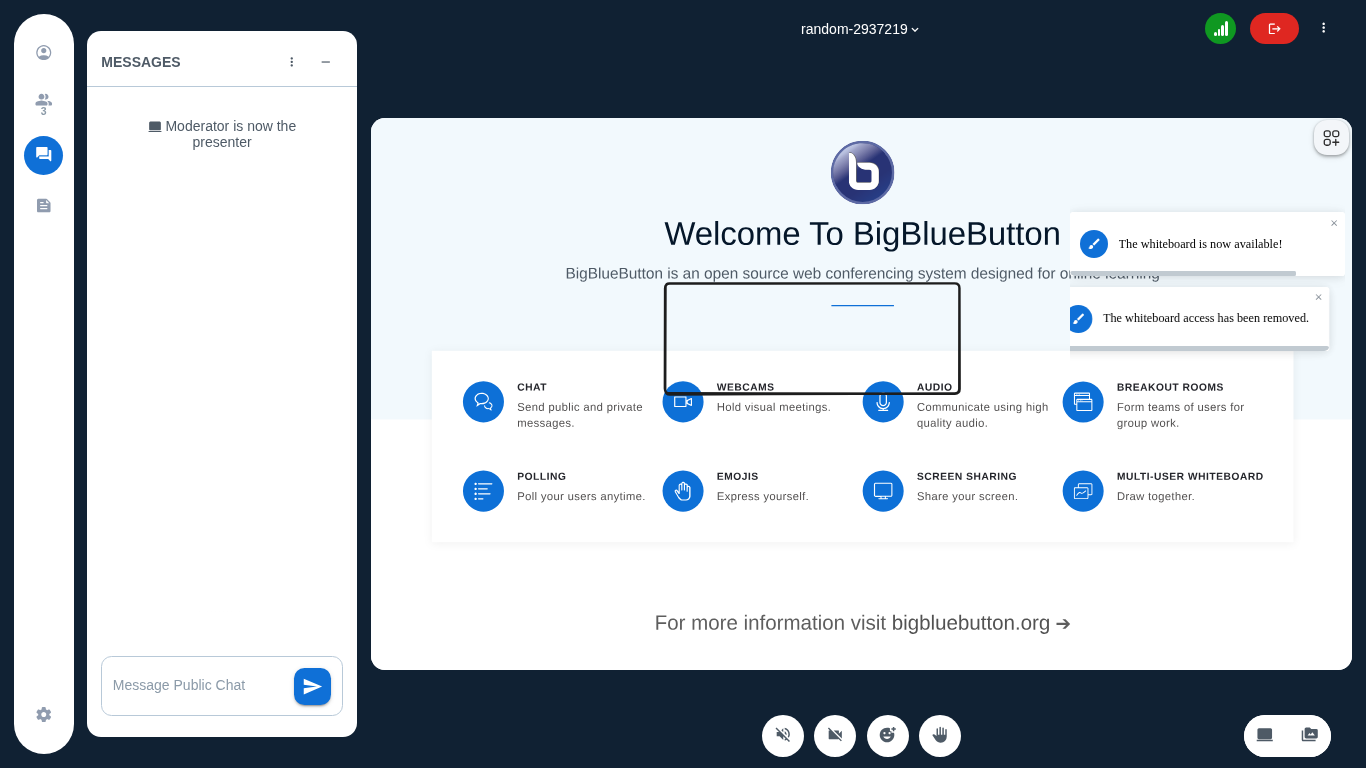 random-2937219
3
MESSAGES
Moderator is now the
presenter
Message Public Chat
Welcome To BigBlueButton
BigBlueButton is an open source web conferencing system designed for online learning
The whiteboard is now available!
The whiteboard access has been removed.
CHAT
Send public and private
messages.
WEBCAMS
Hold visual meetings.
AUDIO
Communicate using high
quality audio.
BREAKOUT ROOMS
Form teams of users for
group work.
POLLING
Poll your users anytime.
EMOJIS
Express yourself.
SCREEN SHARING
Share your screen.
MULTI-USER WHITEBOARD
Draw together.
For more information visit bigbluebutton.org ➔